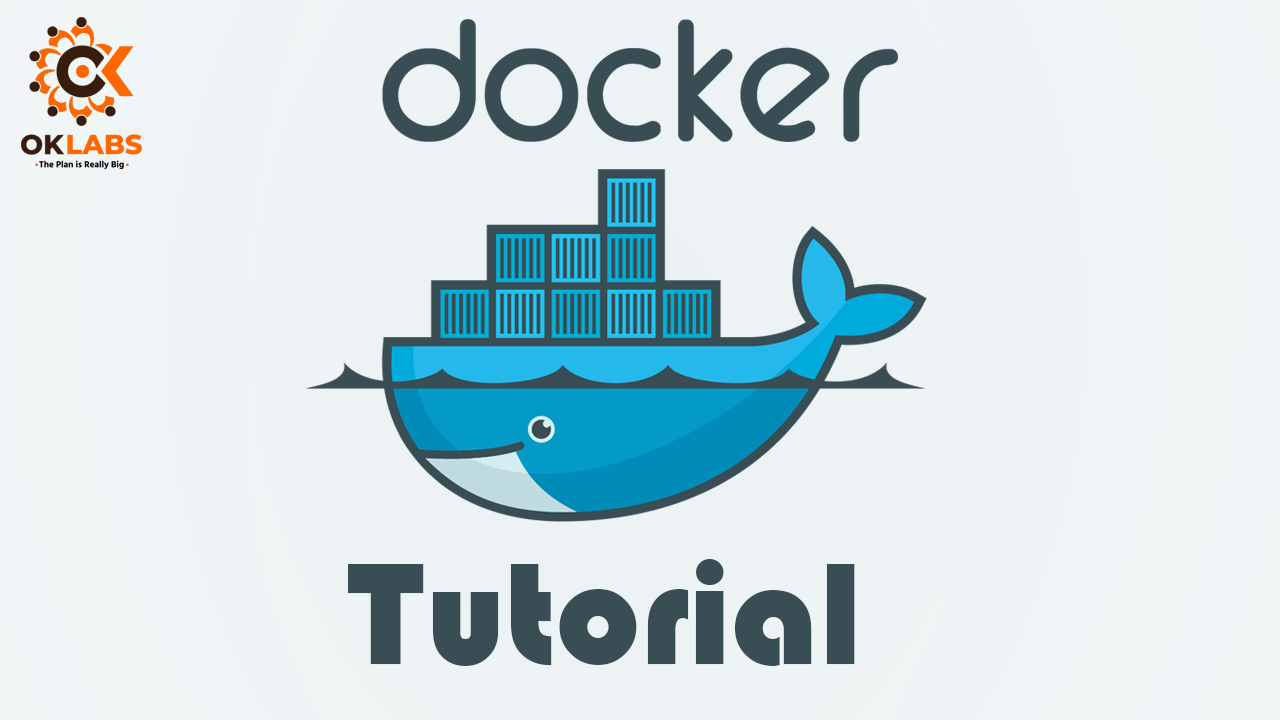 docker
OKLABS
•The Plan is Really Big•
Tutorial